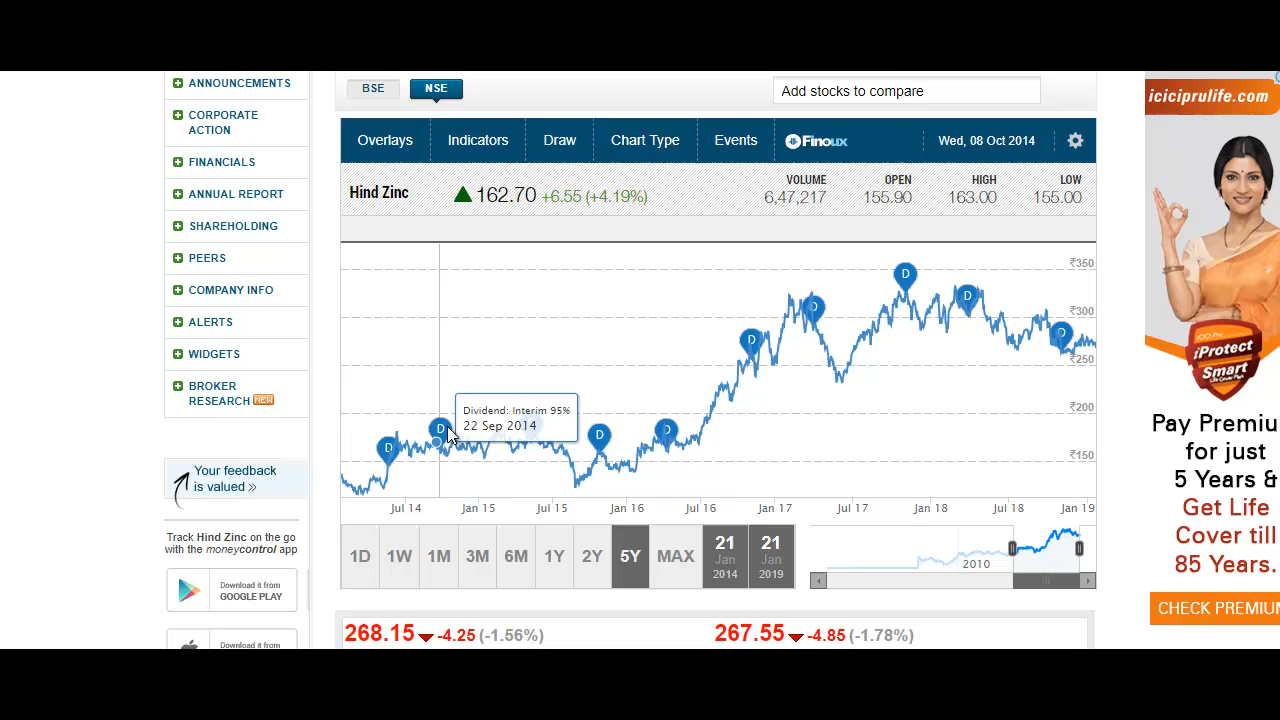 ANNOUNCEMENTS
CORPORATE
ACTION
FINANCIALS
ANNUAL REPORT
SHAREHOLDING
PEERS
COMPANY INFO
ALERTS
WIDGETS
BROKER
RESEARCH NEW
Your feedback
is valued »
Track Hind Zinc on the go
with the moneycontrol app
Download it from
GOOGLE PLAY
Download it from
BSE
NSE
Add stocks to compare
Overlays
Indicators
Draw
Chart Type
Events
Finoux
Wed, 08 Oct 2014
Hind Zinc
162.70 +6.55 (+4.19%)
VOLUME
6,47,217
OPEN
155.90
HIGH
163.00
LOW
155.00
₹350
₹300
₹250
₹200
₹150
D
D
D
D
D
D
D
D
D
Dividend: Interim 95%
22 Sep 2014
Jul 14
Jan 15
Jul 15
Jan 16
Jul 16
Jan 17
Jul 17
Jan 18
Jul 18
Jan 19
1D
1W
1M
3M
6M
1Y
2Y
5Y
MAX
21
Jan
2014
21
Jan
2019
2010
268.15 -4.25 (-1.56%)
267.55 -4.85 (-1.78%)
iciciprulife.com
iProtect
Smart
Pay Premiu
for just
5 Years &
Get Life
Cover till
85 Years.
CHECK PREMIUM